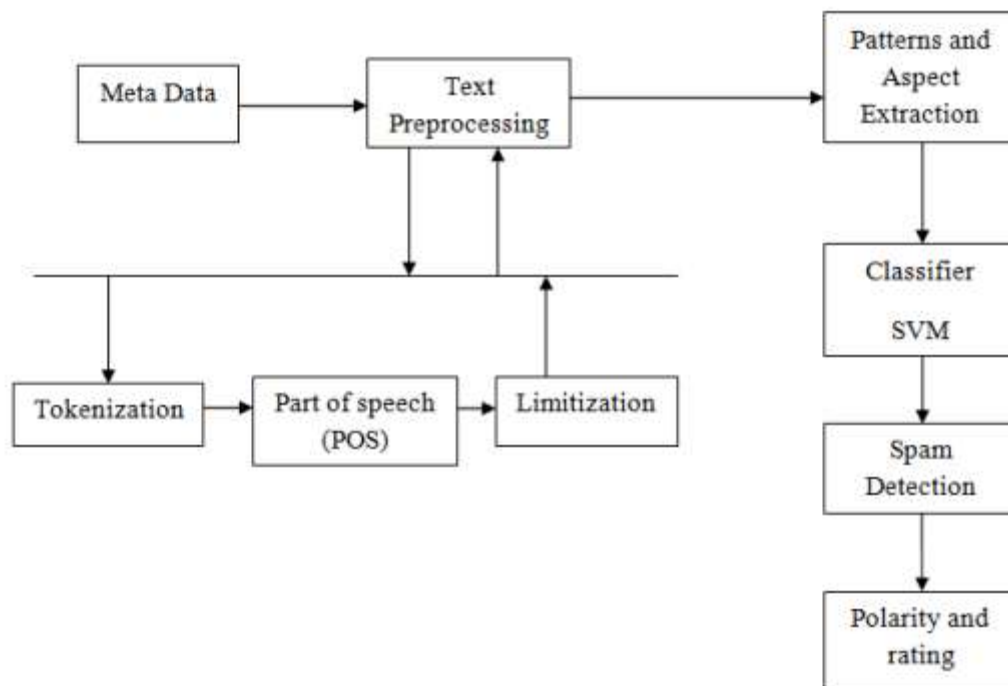 Meta Data
Text
Preprocessing
Patterns and
Aspect
Extraction
Classifier
SVM
Tokenization
Part of speech
(POS)
Limitization
Spam
Detection
Polarity and
rating